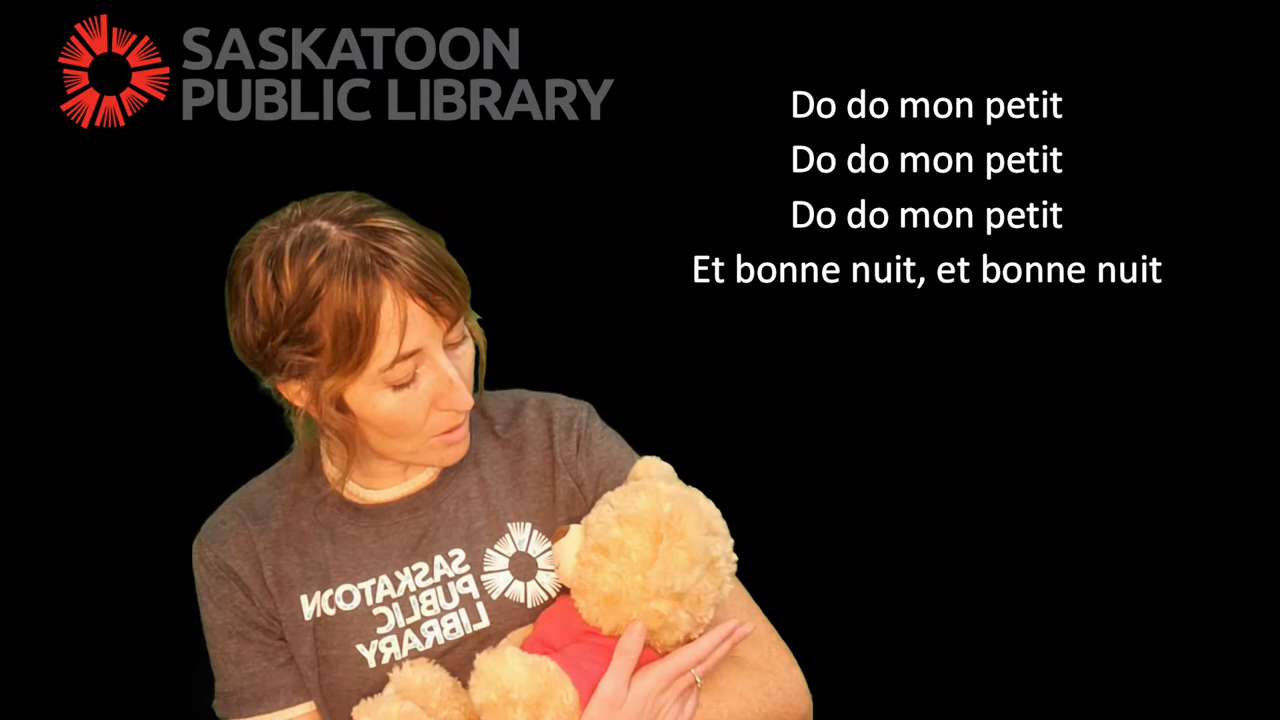 SASKATOON
PUBLIC LIBRARY
Do do mon petit
Do do mon petit
Do do mon petit
Et bonne nuit, et bonne nuit
SASKATOON
PUBLIC
LIBRARY